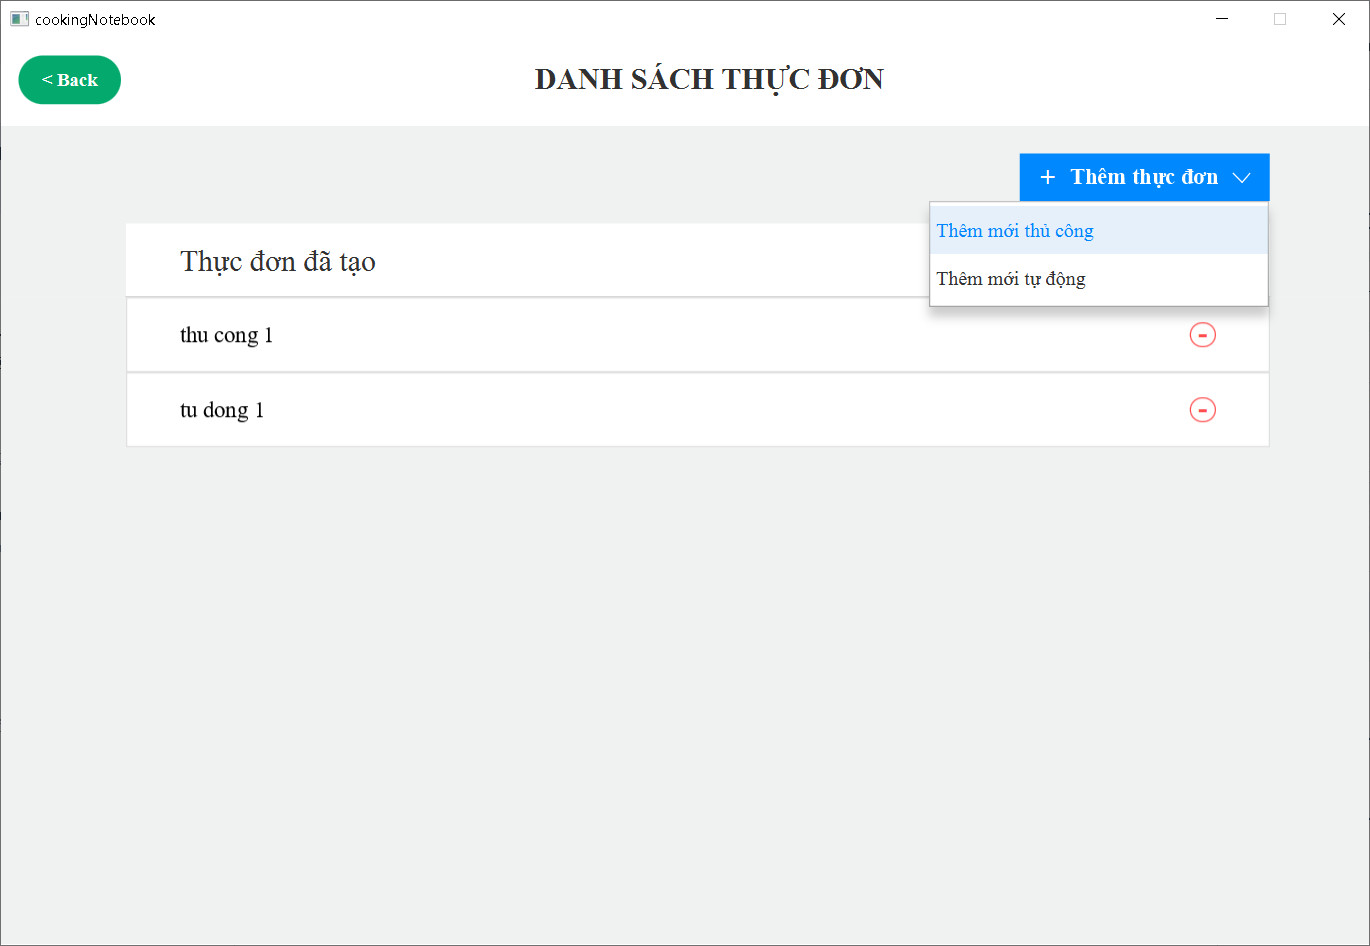 cookingNotebook
< Back
DANH SÁCH THỰC ĐƠN
+ Thêm thực đơn
Thêm mới thủ công
Thêm mới tự động
Thực đơn đã tạo
thu cong 1
tu dong 1